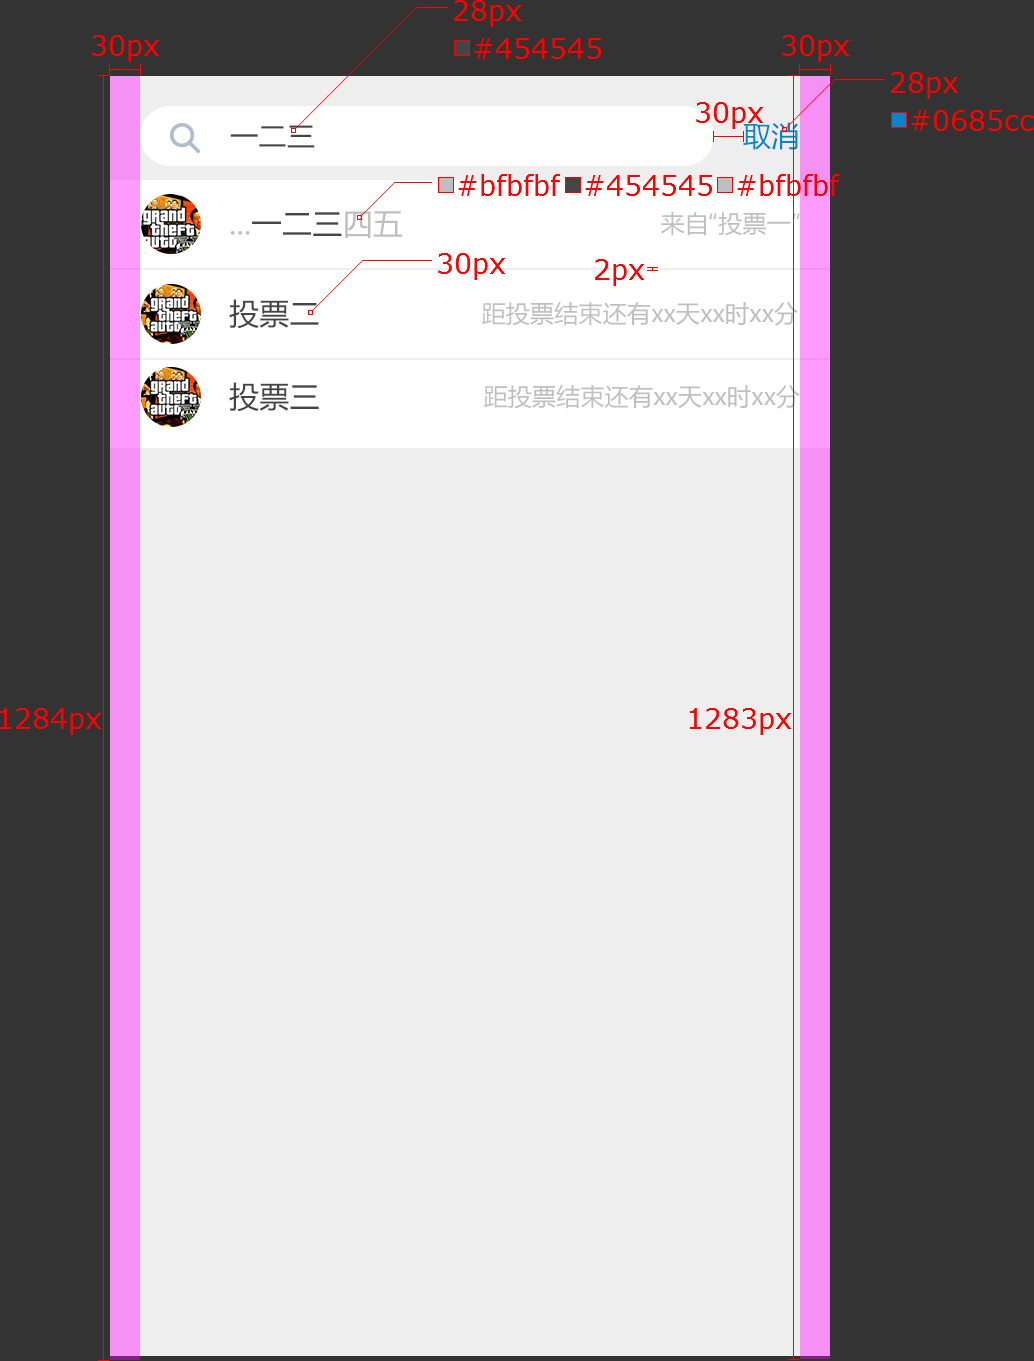 28px
#454545
30px
30px
28px
#0685cc
一二三
30px
取消
#bfbfbf #454545 #bfbfbf
grand
theft
auto
...一二三四五
来自“投票一”
30px
2px
grand
theft
auto
投票二
距投票结束还有xx天xx时xx分
grand
theft
auto
投票三
距投票结束还有xx天xx时xx分
1284px
1283px